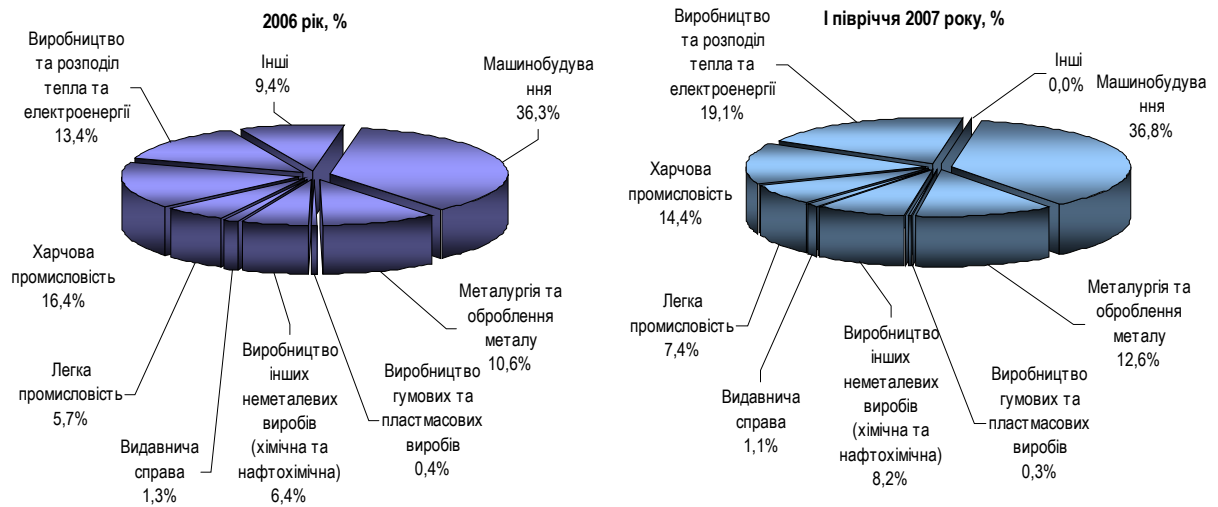 2006 рік, %
Виробництво
та розподіл
тепла та
електроенергії
13,4%
Інші
9,4%
Машинобудува
ння
36,3%
Харчова
промисловість
16,4%
Легка
промисловість
5,7%
Видавнича
справа
1,3%
Виробництво
інших
неметалевих
виробів
(хімічна та
нафтохімічна)
6,4%
Виробництво
гумових та
пластмасових
виробів
0,4%
Металургія та
оброблення
металу
10,6%
І півріччя 2007 року, %
Виробництво
та розподіл
тепла та
електроенергії
19,1%
Інші
0,0%
Машинобудува
ння
36,8%
Харчова
промисловість
14,4%
Легка
промисловість
7,4%
Видавнича
справа
1,1%
Виробництво
інших
неметалевих
виробів
(хімічна та
нафтохімічна)
8,2%
Виробництво
гумових та
пластмасових
виробів
0,3%
Металургія та
оброблення
металу
12,6%